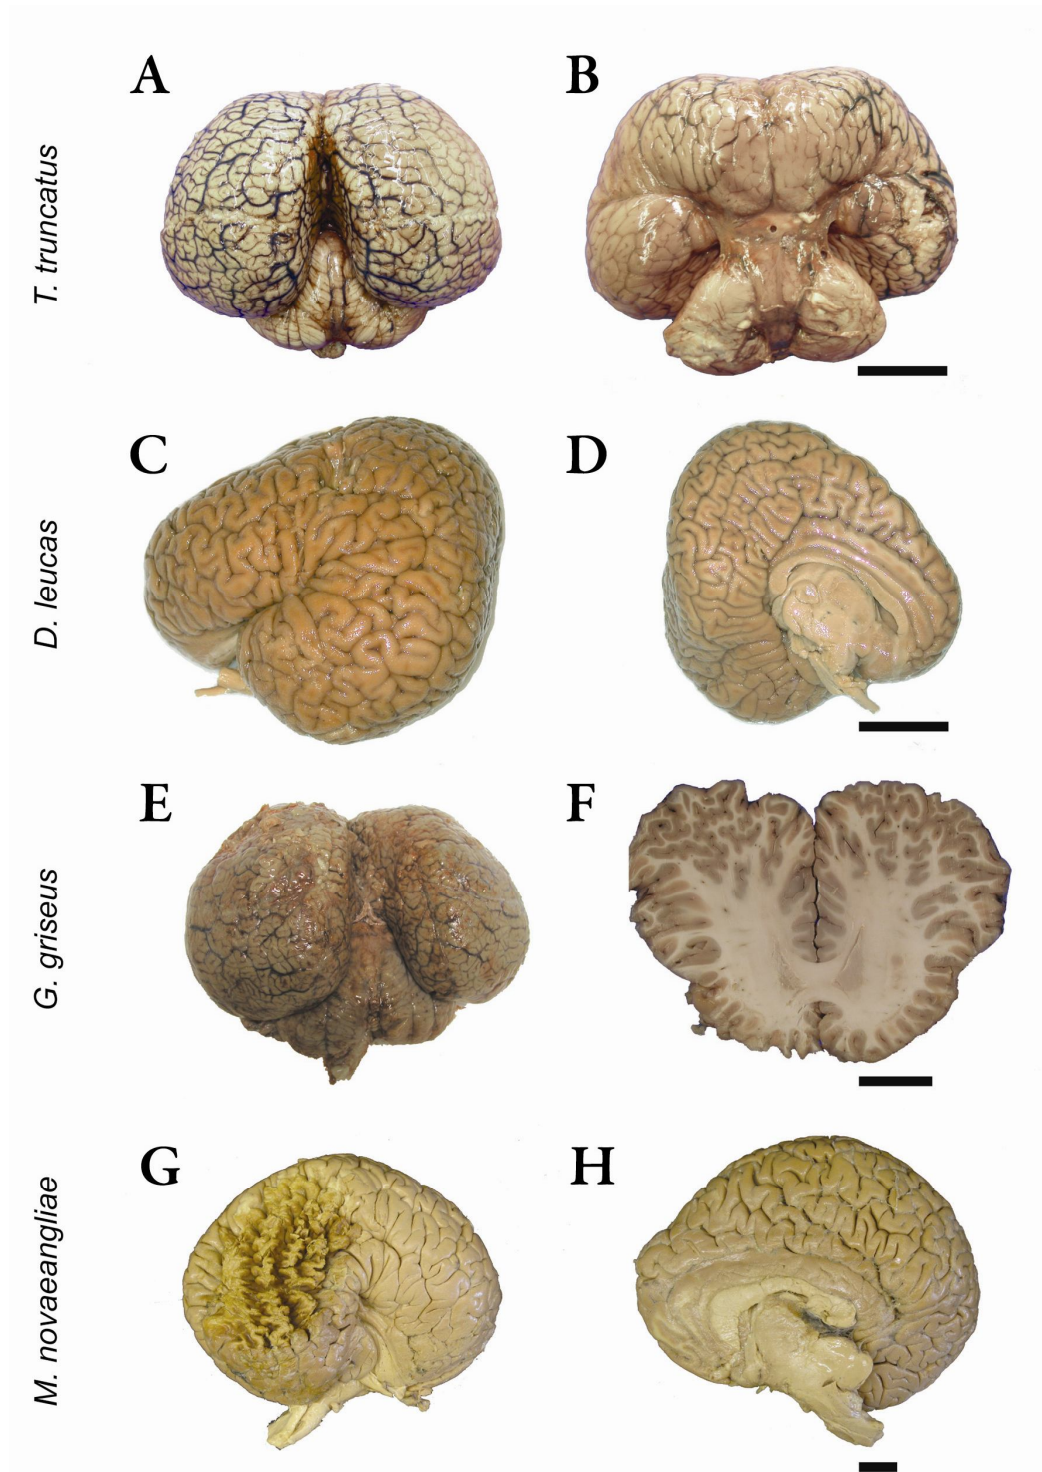 A
B
T. truncatus
C
D
D. leucas
E
F
G. griseus
G
H
M. novaeangliae